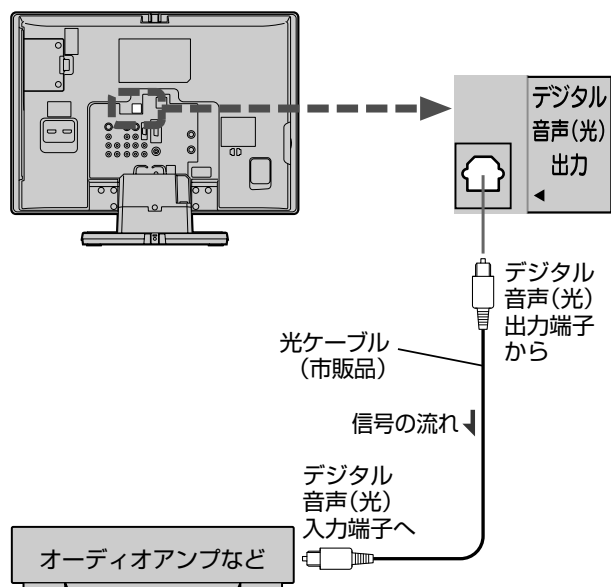 デジタル
音声(光)
出力
デジタル
音声(光)
出力端子
から
光ケーブル
(市販品)
信号の流れ
デジタル
音声(光)
入力端子へ
オーディオアンプなど